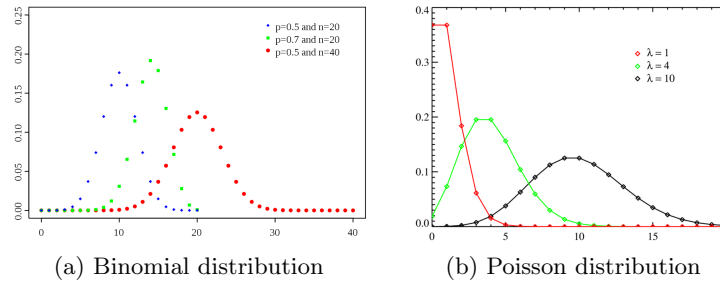 0.25
0.20
0.15
0.10
0.05
0.00
p=0.5 and n=20
p=0.7 and n=20
p=0.5 and n=40
0 10 20 30 40
(a) Binomial distribution
0.4
0.3
0.2
0.1
0.0
λ = 1
λ = 4
λ = 10
0 5 10 15
(b) Poisson distribution